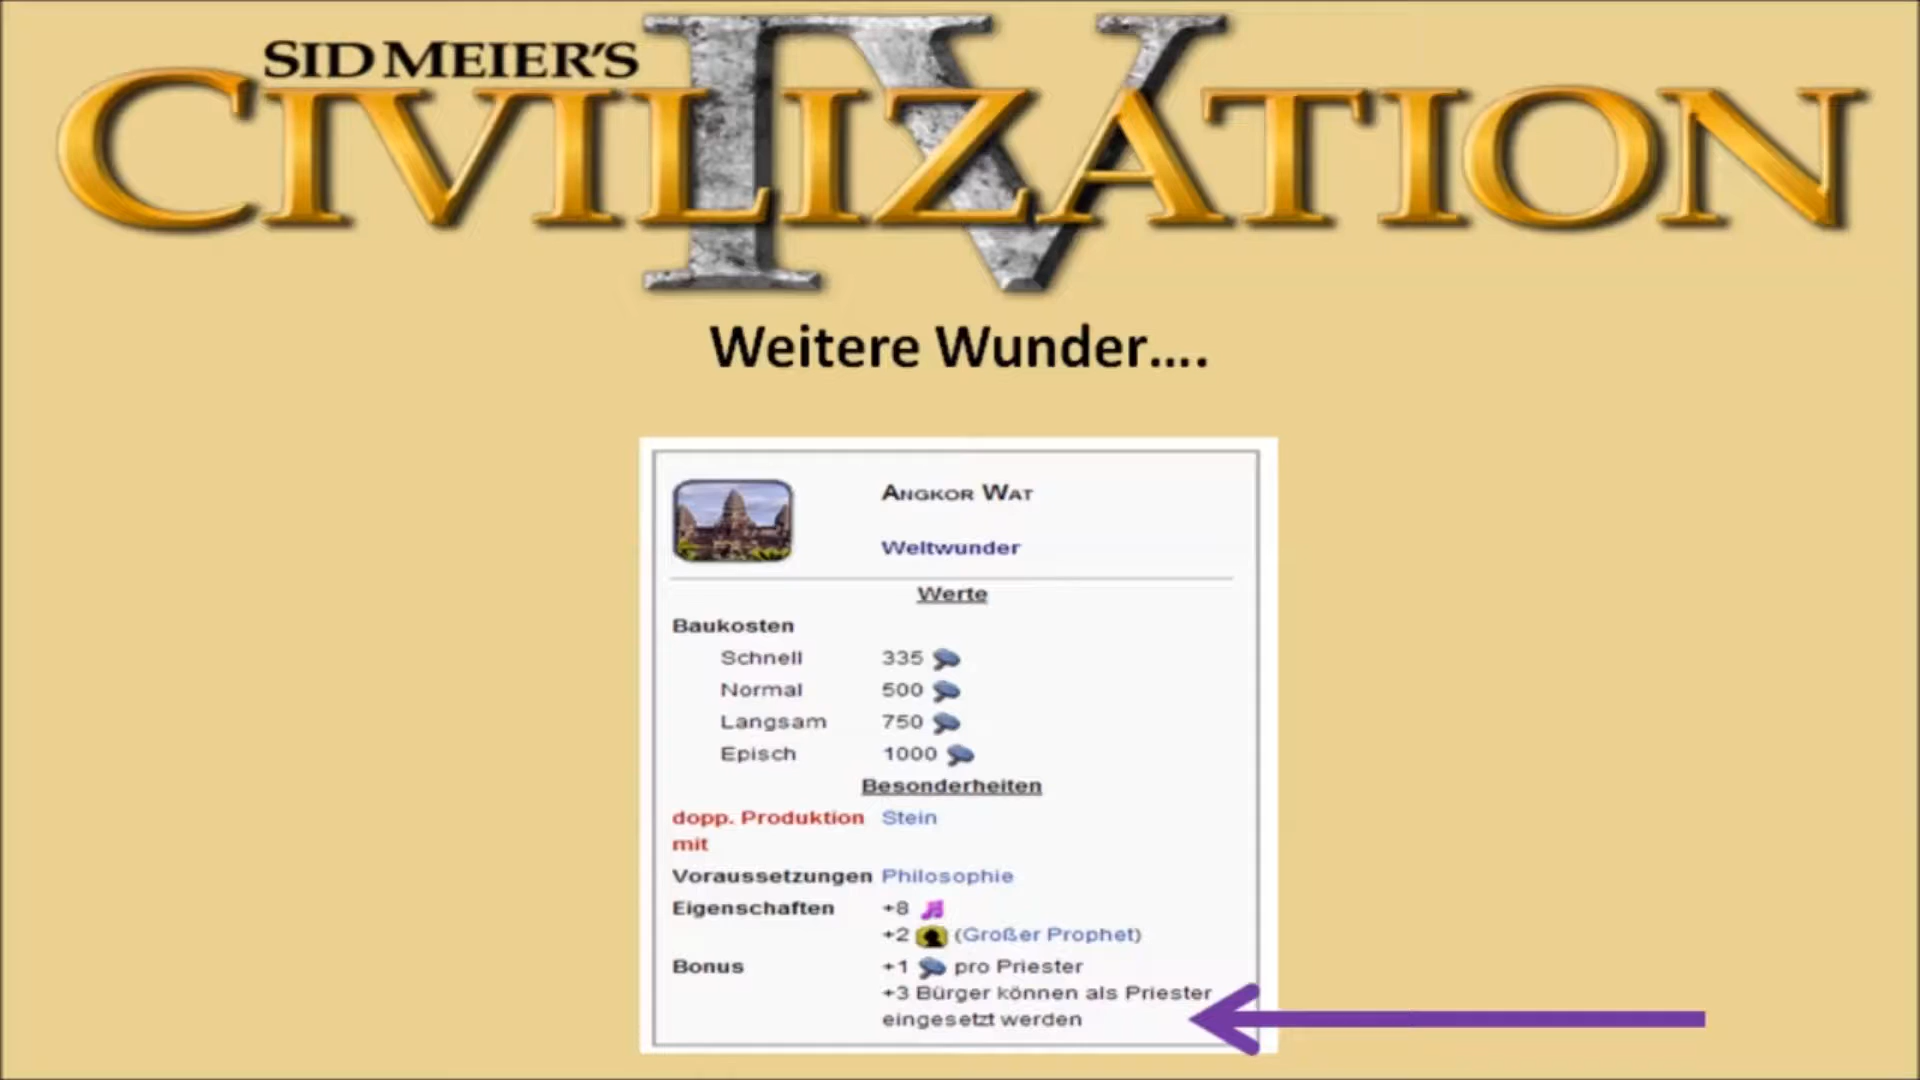 SID MEIER'S
IV
CIVILIZATION
Weitere Wunder....
ANGKOR WAT
Weltwunder
Werte
Baukosten
Schnell 335
Normal 500
Langsam 750
Episch 1000
Besonderheiten
dopp. Produktion Stein
mit
Voraussetzungen Philosophie
Eigenschaften +8
+2 (Großer Prophet)
Bonus +1 pro Priester
+3 Bürger können als Priester
eingesetzt werden